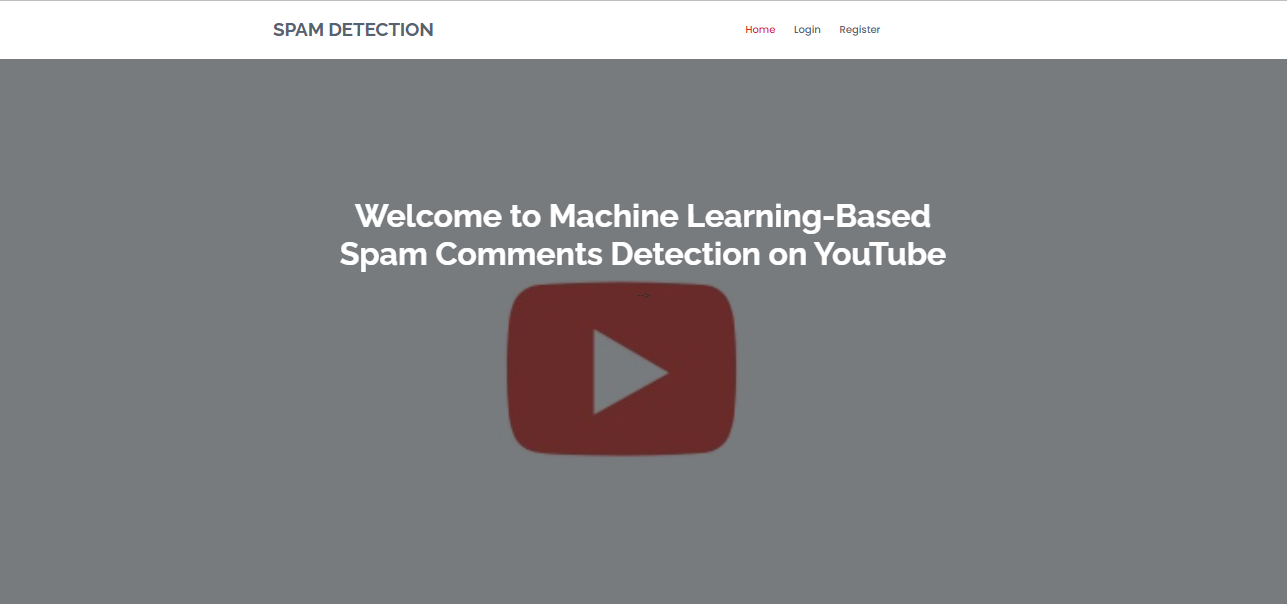 SPAM DETECTION
Home Login Register
Welcome to Machine Learning-Based
Spam Comments Detection on YouTube
-->